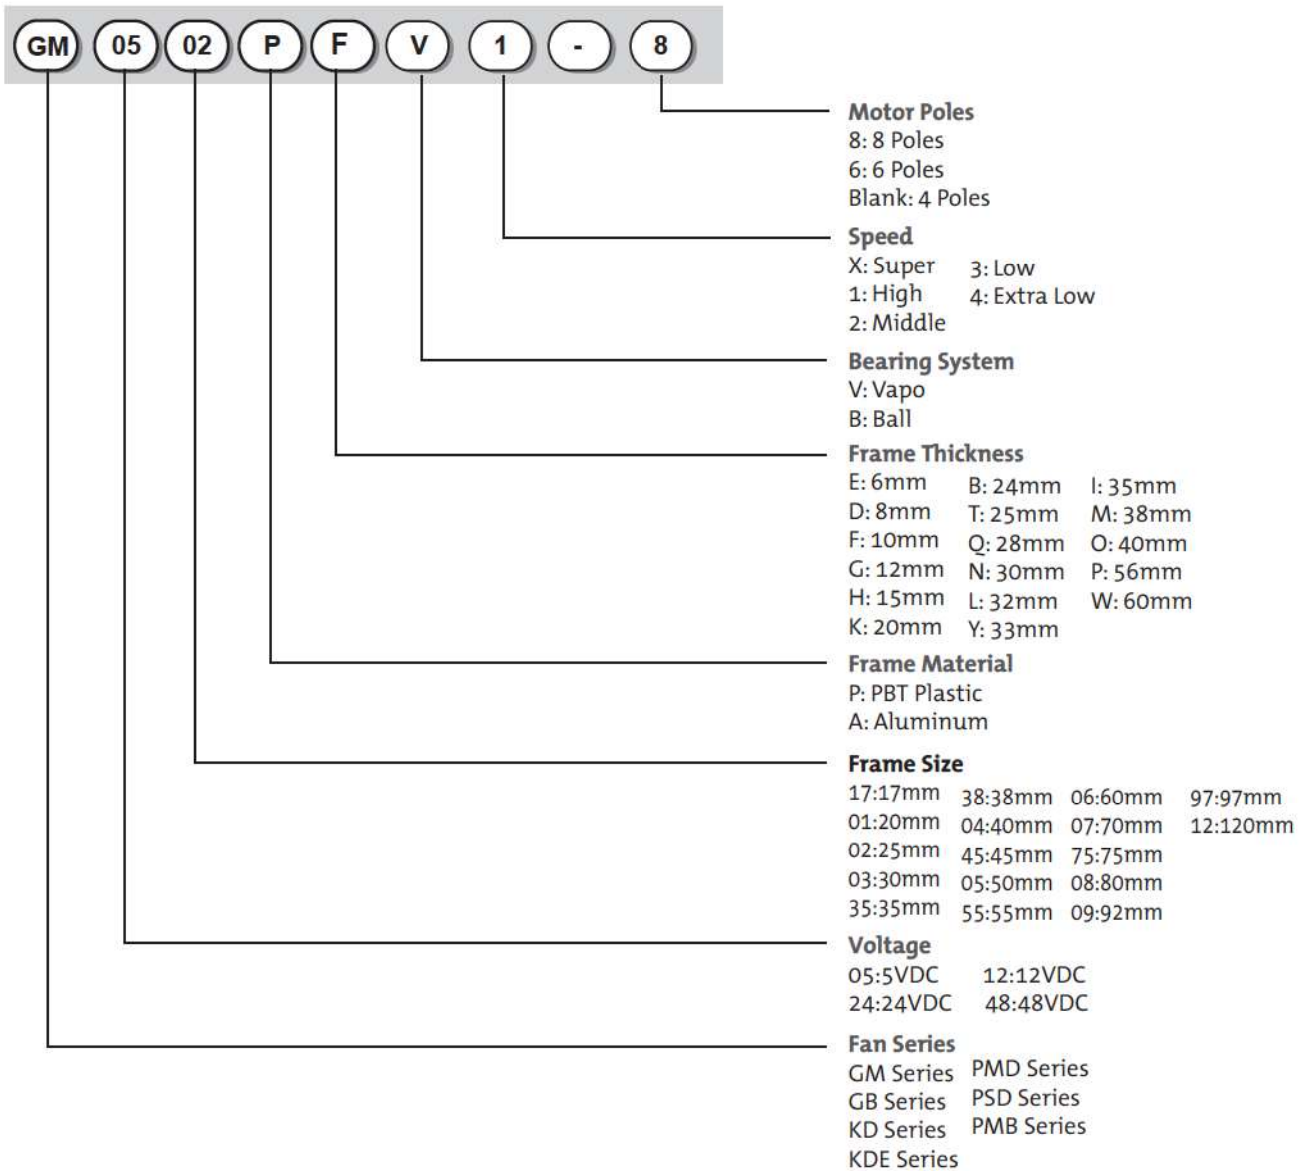 GM 05 02 P F V 1 - 8
Motor Poles
8: 8 Poles
6: 6 Poles
Blank: 4 Poles
Speed
X: Super 3: Low
1: High 4: Extra Low
2: Middle
Bearing System
V: Vapo
B: Ball
Frame Thickness
E: 6mm B: 24mm I: 35mm
D: 8mm T: 25mm M: 38mm
F: 10mm Q: 28mm O: 40mm
G: 12mm N: 30mm P: 56mm
H: 15mm L: 32mm W: 60mm
K: 20mm Y: 33mm
Frame Material
P: PBT Plastic
A: Aluminum
Frame Size
17:17mm 38:38mm 06:60mm 97:97mm
01:20mm 04:40mm 07:70mm 12:120mm
02:25mm 45:45mm 75:75mm
03:30mm 05:50mm 08:80mm
35:35mm 55:55mm 09:92mm
Voltage
05:5VDC 12:12VDC
24:24VDC 48:48VDC
Fan Series
GM Series PMD Series
GB Series PSD Series
KD Series PMB Series
KDE Series